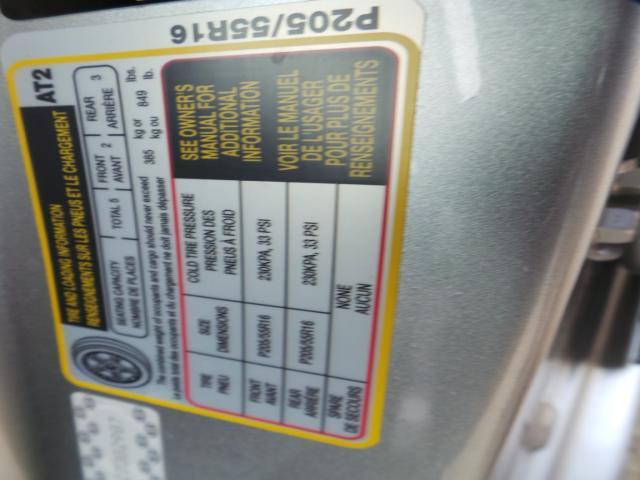 P205/55R16
AT2
TIRE AND LOADING INFORMATION
RENSEIGNEMENTS SUR LES PNEUS ET LE CHARGEMENT
SEATING CAPACITY
NOMBRE DE PLACES
TOTAL 5
FRONT 2
AVANT
REAR 3
ARRIÈRE
The combined weight of occupants and cargo should never exceed 385 kg or 849 lbs.
Le poids total des occupants et du chargement ne doit jamais dépasser kg ou lb.
TIRE
PNEU
SIZE
DIMENSIONS
COLD TIRE PRESSURE
PRESSION DES
PNEUS À FROID
SEE OWNER'S
MANUAL FOR
ADDITIONAL
INFORMATION
FRONT
AVANT
P205/55R16
230KPA, 33 PSI
REAR
ARRIÈRE
P205/55R16
230KPA, 33 PSI
VOIR LE MANUEL
DE L'USAGER
POUR PLUS DE
RENSEIGNEMENTS
SPARE
DE SECOURS
NONE
AUCUN